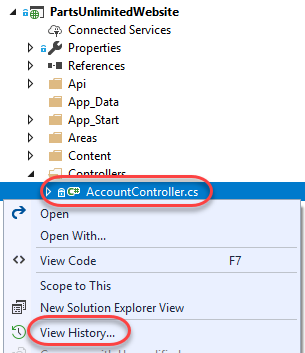 PartsUnlimitedWebsite
Connected Services
Properties
References
Api
App_Data
App_Start
Areas
Content
Controllers
AccountController.cs
Open
Open With...
View Code F7
Scope to This
New Solution Explorer View
View History...